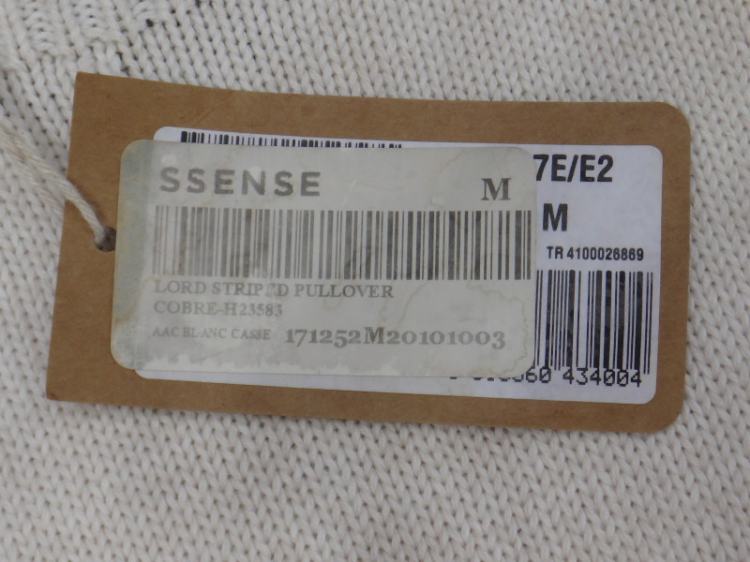 SSENSE M
7E/E2
M
TR 4100026869
LORD STRIPED PULLOVER
COBRE-H23583
AAC BLANC CASSE 171252M20101003
434004